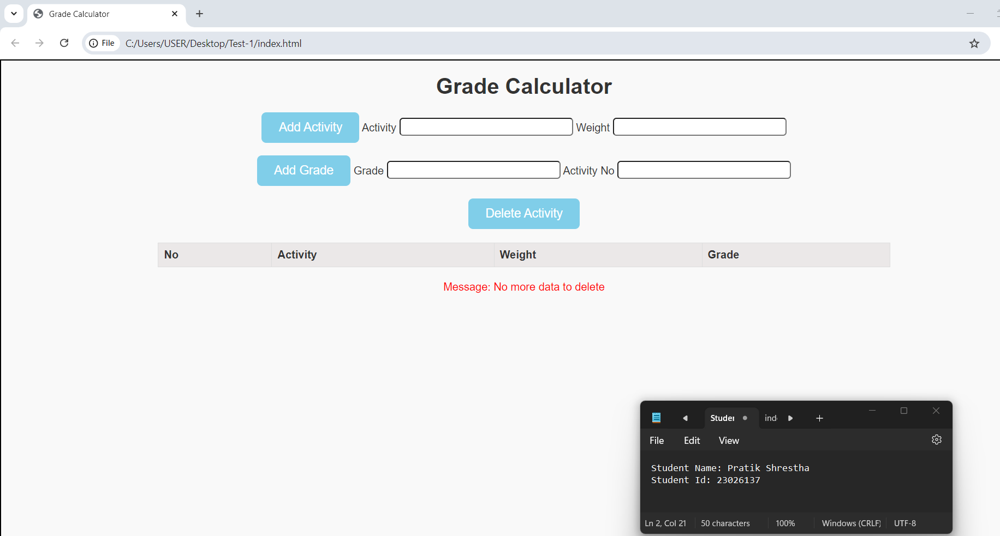 Grade Calculator
File C:/Users/USER/Desktop/Test-1/index.html
Grade Calculator
Add Activity Activity Weight
Add Grade Grade Activity No
Delete Activity
No Activity Weight Grade
Message: No more data to delete
Studer ind
File Edit View
Student Name: Pratik Shrestha
Student Id: 23026137
Ln 2, Col 21 50 characters 100% Windows (CRLF) UTF-8